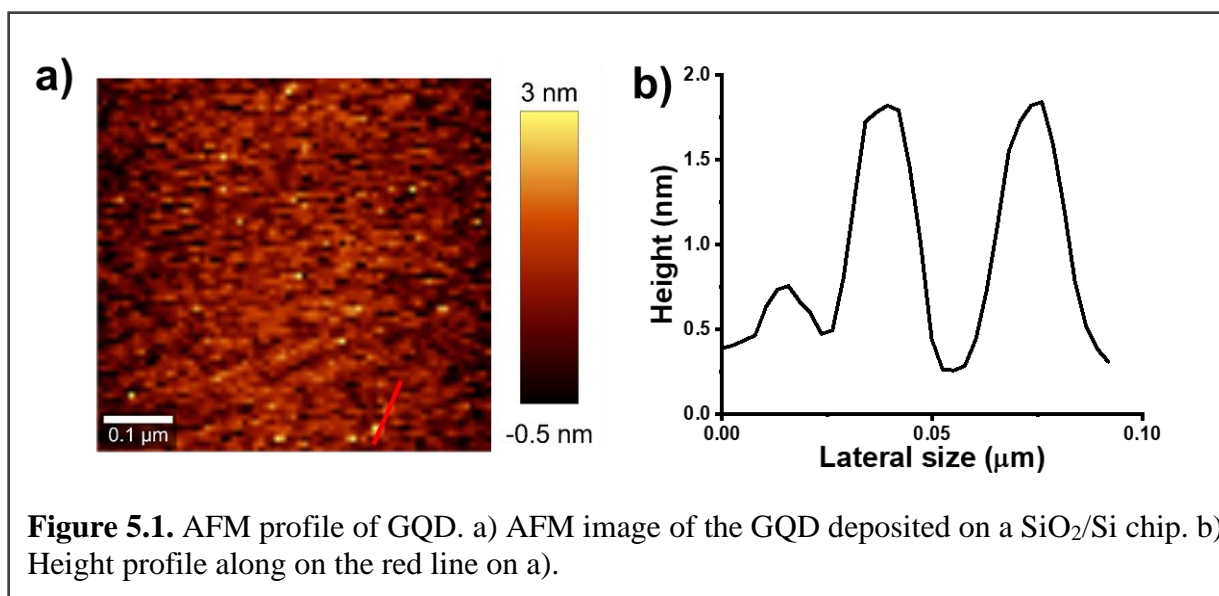 a)
3 nm
-0.5 nm
0.1 µm
b)
Height (nm)
2.0
1.5
1.0
0.5
0.0
0.00
0.05
0.10
Lateral size (µm)
Figure 5.1. AFM profile of GQD. a) AFM image of the GQD deposited on a SiO₂/Si chip. b)
Height profile along on the red line on a).